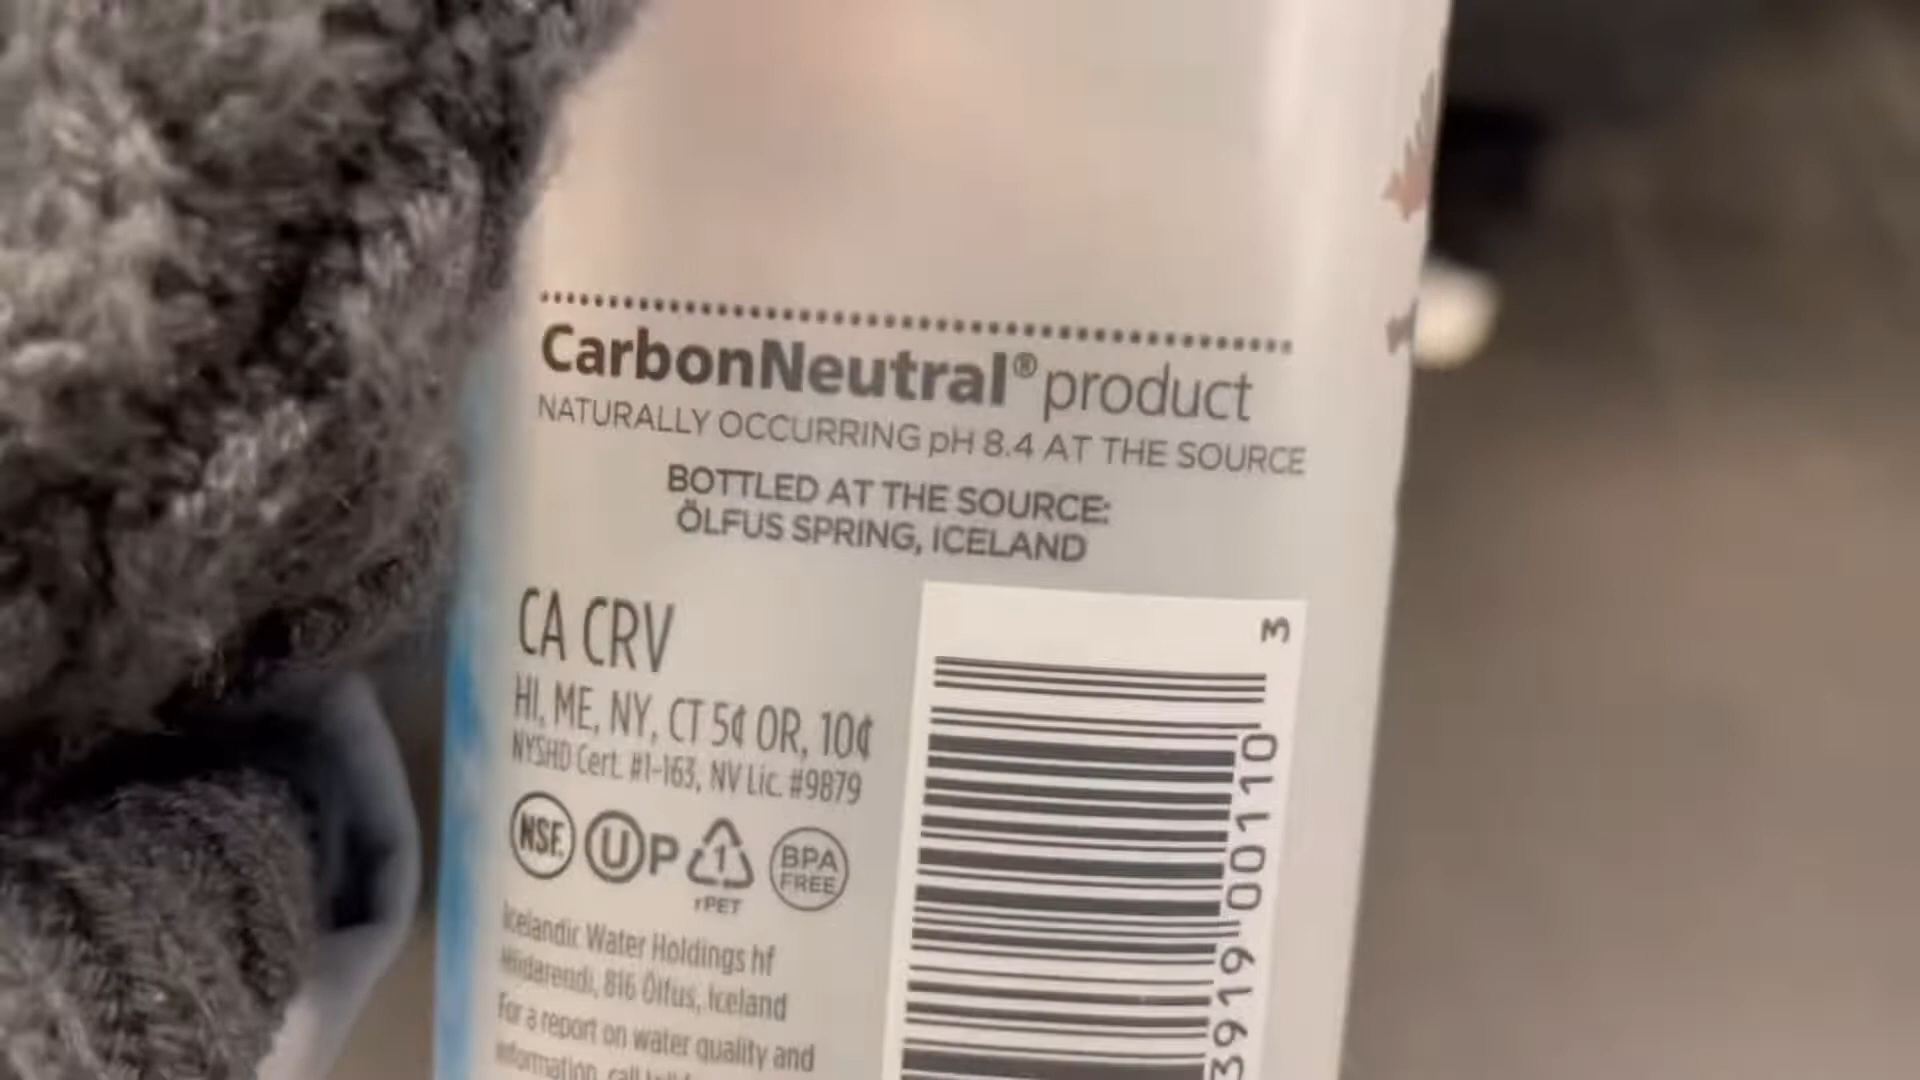 CarbonNeutral® product
NATURALLY OCCURRING pH 8.4 AT THE SOURCE
BOTTLED AT THE SOURCE:
ÖLFUS SPRING, ICELAND
CA CRV
HI, ME, NY, CT 5¢ OR, 10¢
NYSHD Cert. #1-163, NV Lic. #9879
NSF.
U P
1
rPET
BPA
FREE
Icelandic Water Holdings hf
Hlidarendi, 816 Ölfus, Iceland
For a report on water quality and
information, call
3
3919 00110